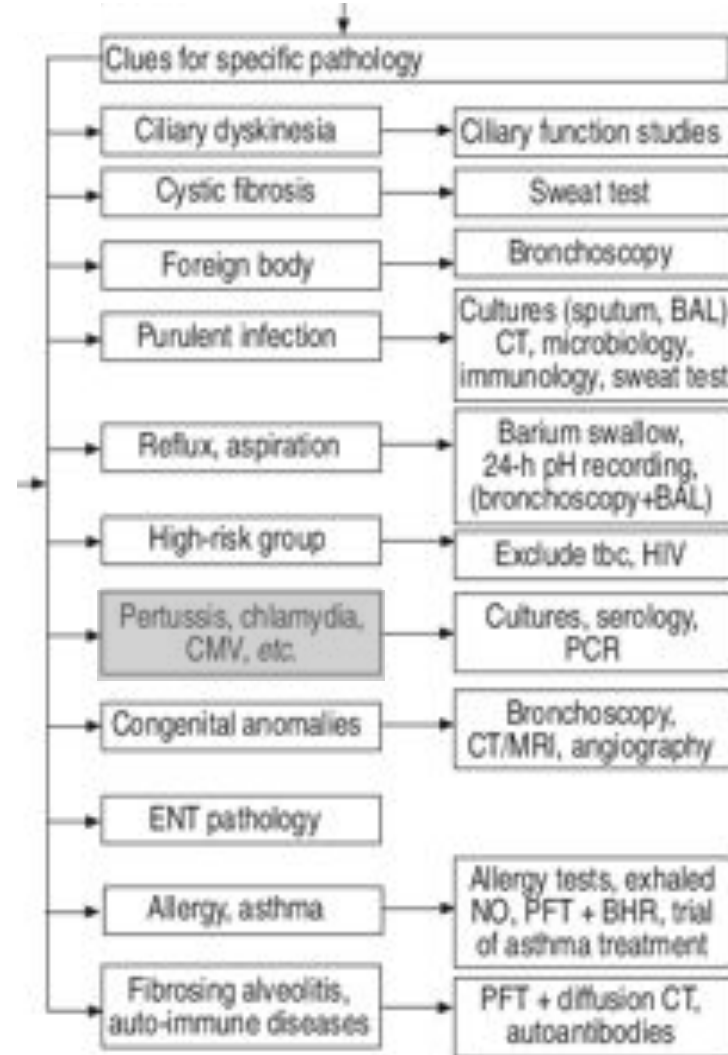 Clues for specific pathology
Ciliary dyskinesia
Ciliary function studies
Cystic fibrosis
Sweat test
Foreign body
Bronchoscopy
Purulent infection
Cultures (sputum, BAL)
CT, microbiology,
immunology, sweat test
Reflux, aspiration
Barium swallow,
24-h pH recording,
(bronchoscopy+BAL)
High-risk group
Exclude tbc, HIV
Pertussis, chlamydia,
CMV, etc.
Cultures, serology,
PCR
Congenital anomalies
Bronchoscopy,
CT/MRI, angiography
ENT pathology
Allergy, asthma
Allergy tests, exhaled
NO, PFT + BHR, trial
of asthma treatment
Fibrosing alveolitis,
auto-immune diseases
PFT + diffusion CT,
autoantibodies